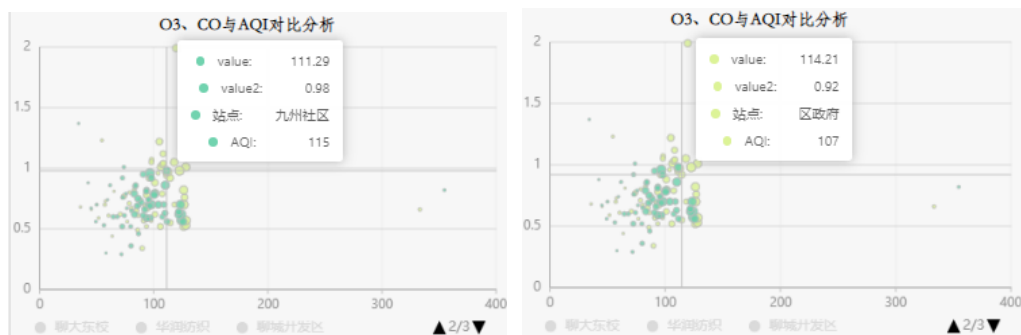 O3、CO与AQI对比分析
2
1.5
1
0.5
0
0
100
200
300
400
value: 111.29
value2: 0.98
站点: 九州社区
AQI: 115
聊大东校 华润纺织 聊城开发区 ▲2/3▼
O3、CO与AQI对比分析
2
1.5
1
0.5
0
0
100
200
300
400
value: 114.21
value2: 0.92
站点: 区政府
AQI: 107
聊大东校 华润纺织 聊城开发区 ▲2/3▼